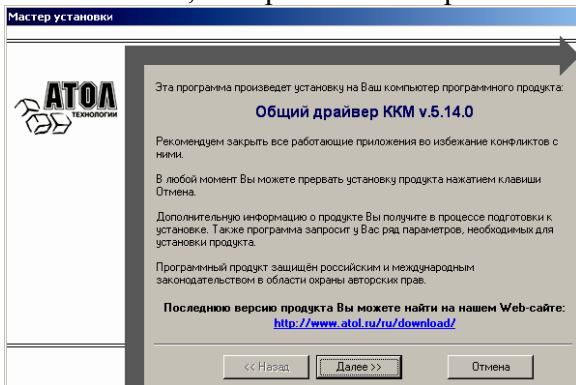 Мастер установки
АТОЛ
ТЕХНОЛОГИИ
Эта программа произведет установку на Ваш компьютер программного продукта:
Общий драйвер ККМ v.5.14.0
Рекомендуем закрыть все работающие приложения во избежание конфликтов с
ними.
В любой момент Вы можете прервать установку продукта нажатием клавиши
Отмена.
Дополнительную информацию о продукте Вы получите в процессе подготовки к
установке. Также программа запросит у Вас ряд параметров, необходимых для
установки продукта.
Программный продукт защищён российским и международным
законодательством в области охраны авторских прав.
Последнюю версию продукта Вы можете найти на нашем Web-сайте:
http://www.atol.ru/ru/download/
<< Назад
Далее >>
Отмена